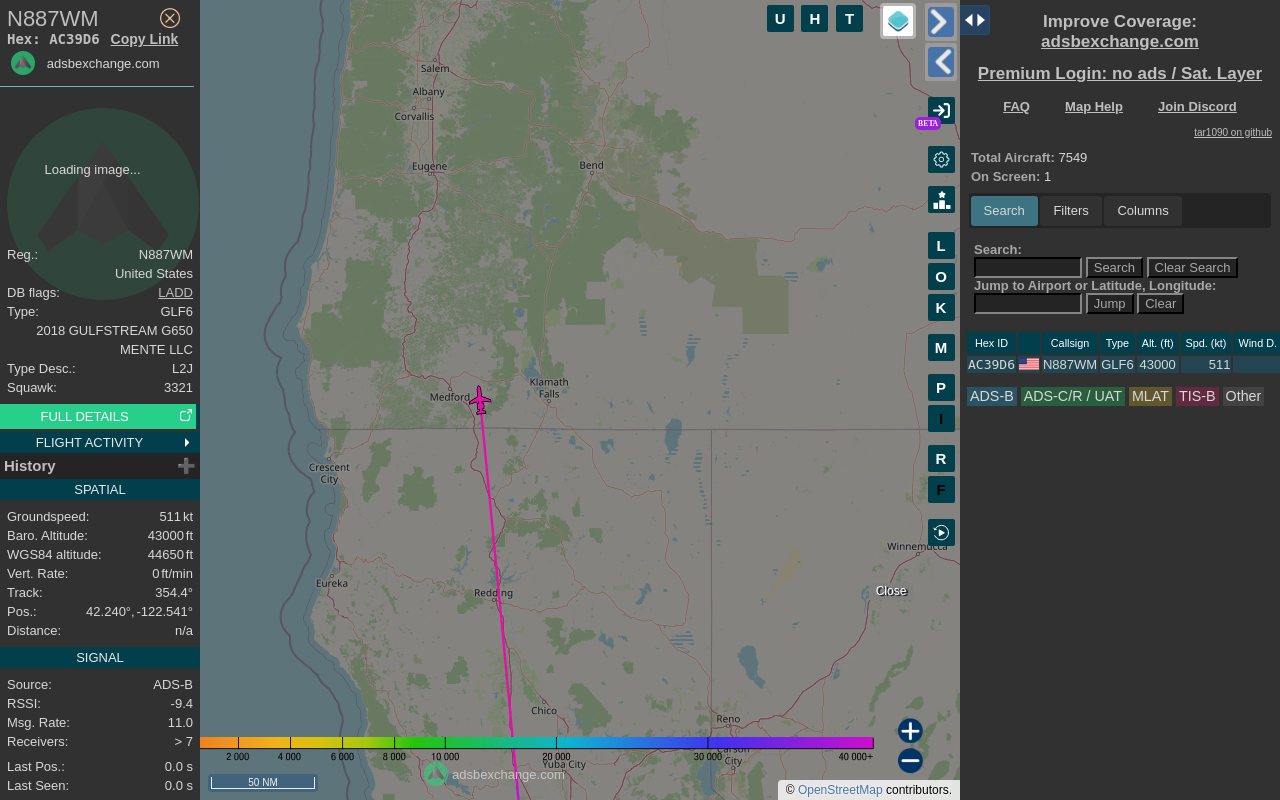 N887WM
Hex: AC39D6 Copy Link
adsbexchange.com
Loading image...
Reg.: N887WM
United States
DB flags: LADD
Type: GLF6
2018 GULFSTREAM G650
MENTE LLC
Type Desc.: L2J
Squawk: 3321
FULL DETAILS
FLIGHT ACTIVITY
History
SPATIAL
Groundspeed: 511 kt
Baro. Altitude: 43000 ft
WGS84 altitude: 44650 ft
Vert. Rate: 0 ft/min
Track: 354.4°
Pos.: 42.240°, -122.541°
Distance: n/a
SIGNAL
Source: ADS-B
RSSI: -9.4
Msg. Rate: 11.0
Receivers: > 7
Last Pos.: 0.0 s
Last Seen: 0.0 s
U H T
Salem
Albany
Corvallis
Eugene
Bend
Medford
Klamath
Falls
Crescent
City
Eureka
Redding
Winnemucca
Close
Chico
Reno
Carson
City
Yuba City
BETA
L
O
K
M
P
I
R
F
2 000 4 000 6 000 8 000 10 000 20 000 30 000 40 000+
50 NM
adsbexchange.com
© OpenStreetMap contributors.
Improve Coverage:
adsbexchange.com
Premium Login: no ads / Sat. Layer
FAQ Map Help Join Discord
tar1090 on github
Total Aircraft: 7549
On Screen: 1
Search Filters Columns
Search:
Search Clear Search
Jump to Airport or Latitude, Longitude:
Jump Clear
Hex ID Callsign Type Alt. (ft) Spd. (kt) Wind D.
AC39D6 N887WM GLF6 43000 511
ADS-B ADS-C/R / UAT MLAT TIS-B Other